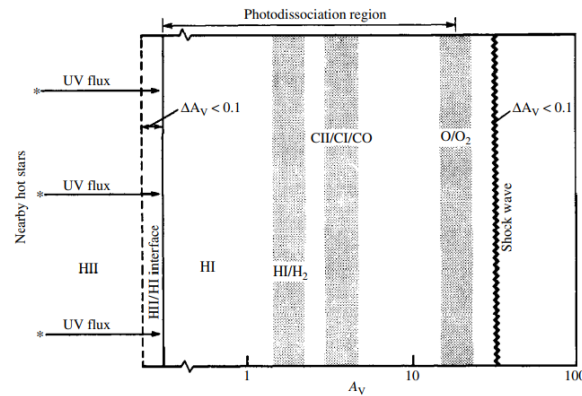 Photodissociation region
UV flux
ΔA_V < 0.1
ΔA_V < 0.1
CII/CI/CO
O/O₂
Nearby hot stars
UV flux
HII
HII/HI interface
HI
HI/H₂
Shock wave
UV flux
1
10
100
A_V